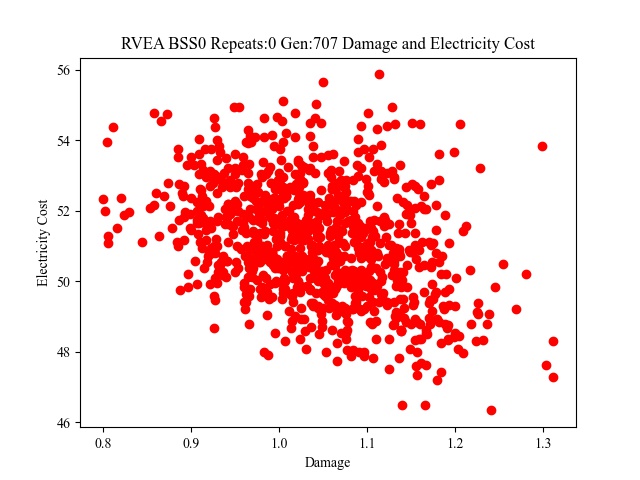 RVEA BSS0 Repeats:0 Gen:707 Damage and Electricity Cost
56
54
52
50
48
46
Electricity Cost
0.8 0.9 1.0 1.1 1.2 1.3
Damage